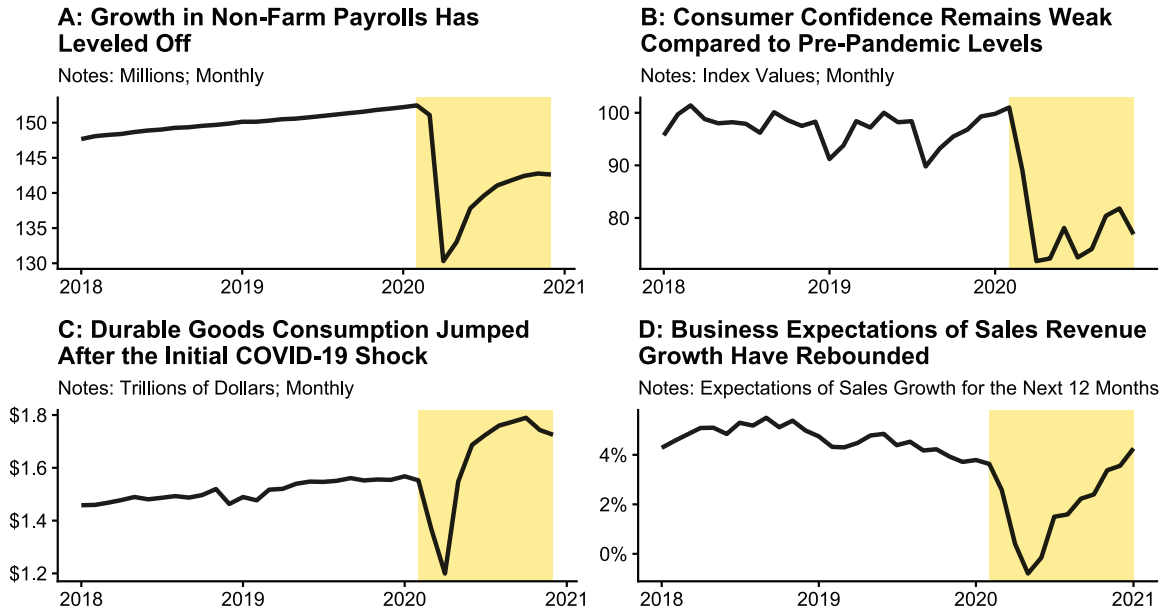 A: Growth in Non-Farm Payrolls Has
Leveled Off
Notes: Millions; Monthly
150
145
140
135
130
2018
2019
2020
2021
B: Consumer Confidence Remains Weak
Compared to Pre-Pandemic Levels
Notes: Index Values; Monthly
100
90
80
2018
2019
2020
C: Durable Goods Consumption Jumped
After the Initial COVID-19 Shock
Notes: Trillions of Dollars; Monthly
$1.8
$1.6
$1.4
$1.2
2018
2019
2020
2021
D: Business Expectations of Sales Revenue
Growth Have Rebounded
Notes: Expectations of Sales Growth for the Next 12 Months
4%
2%
0%
2018
2019
2020
2021